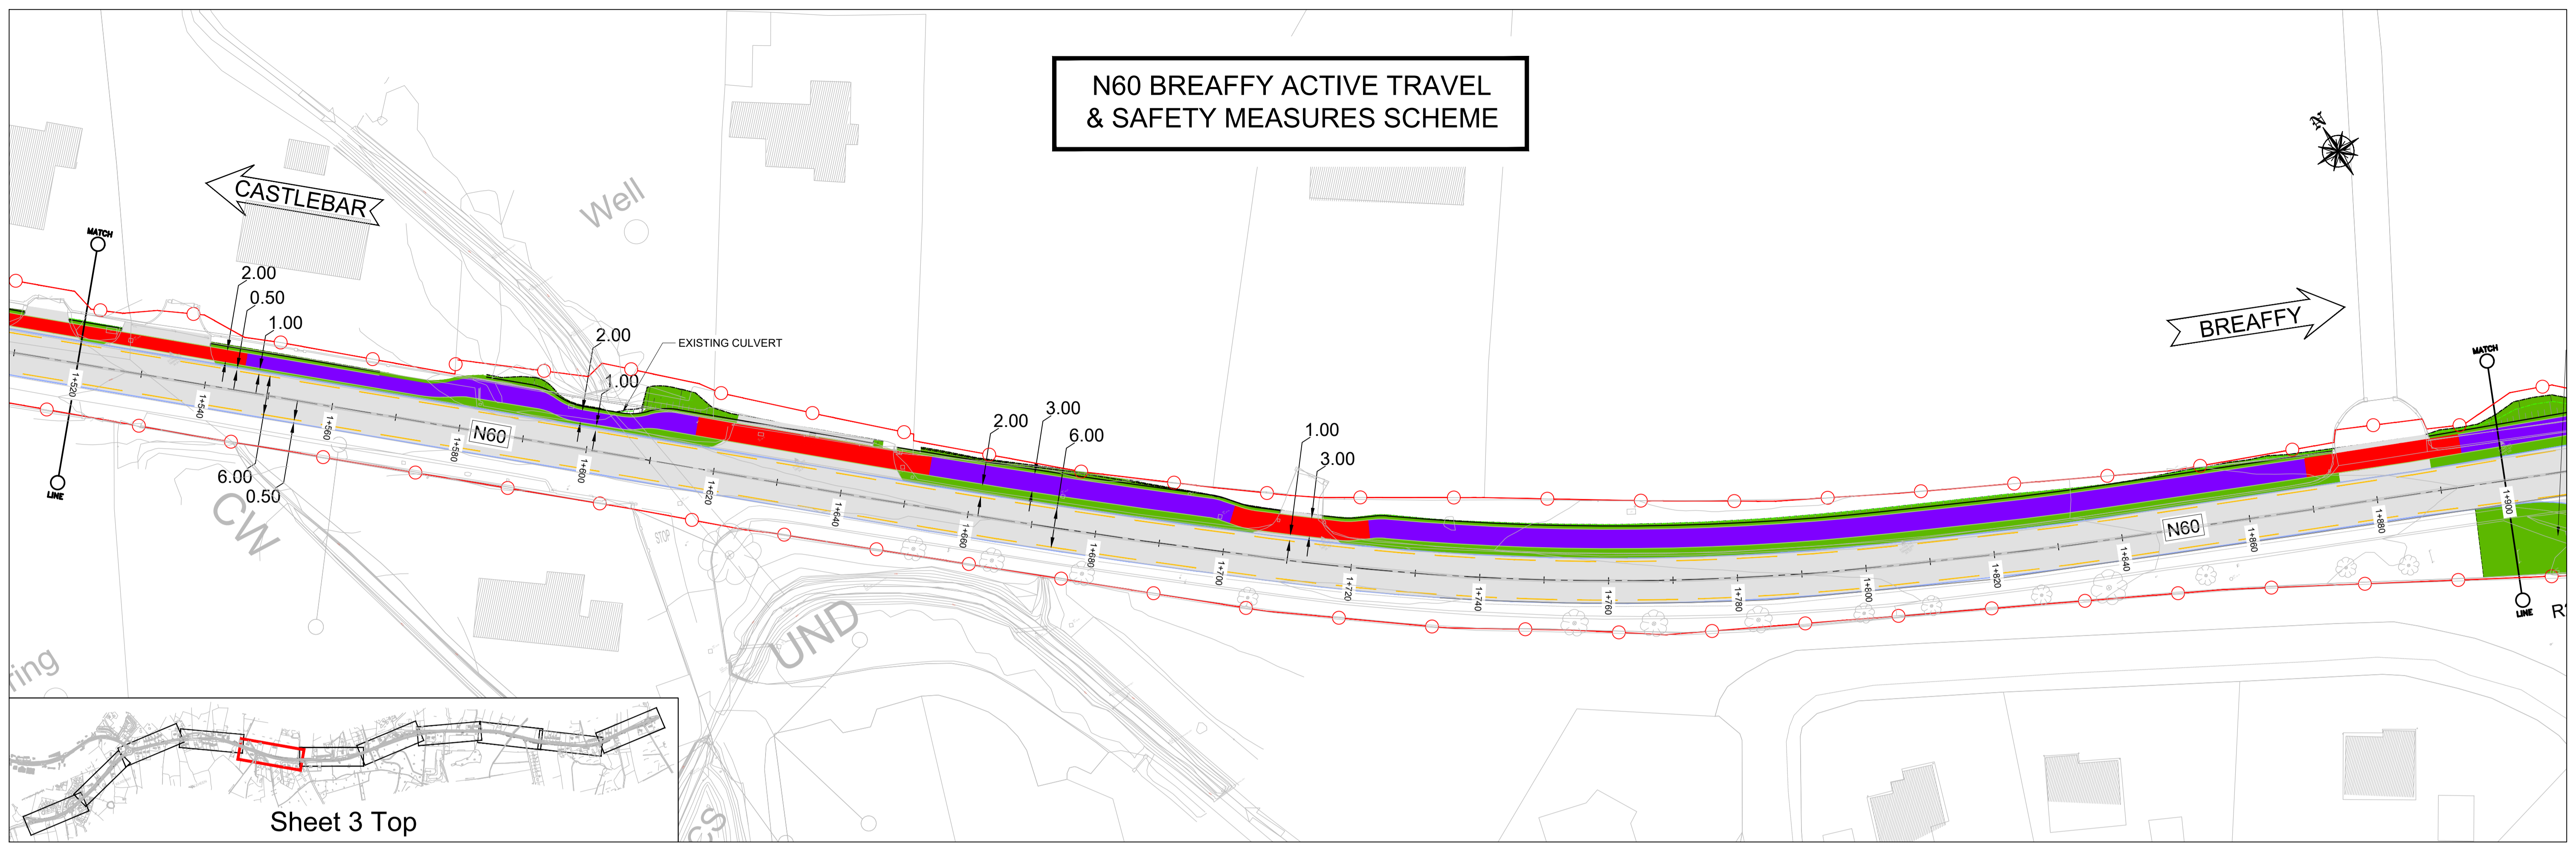 N60 BREAFFY ACTIVE TRAVEL
& SAFETY MEASURES SCHEME
N
CASTLEBAR
Well
MATCH
LINE
2.00
0.50
1.00
2.00
1.00
EXISTING CULVERT
BREAFFY
MATCH
LINE
2.00
3.00
6.00
1.00
3.00
6.00
0.50
N60
N60
1+520
1+540
1+560
1+580
1+600
1+620
1+640
1+660
1+680
1+700
1+720
1+740
1+760
1+780
1+800
1+820
1+840
1+860
1+880
1+900
STOP
CW
UND
ring
cs
Sheet 3 Top